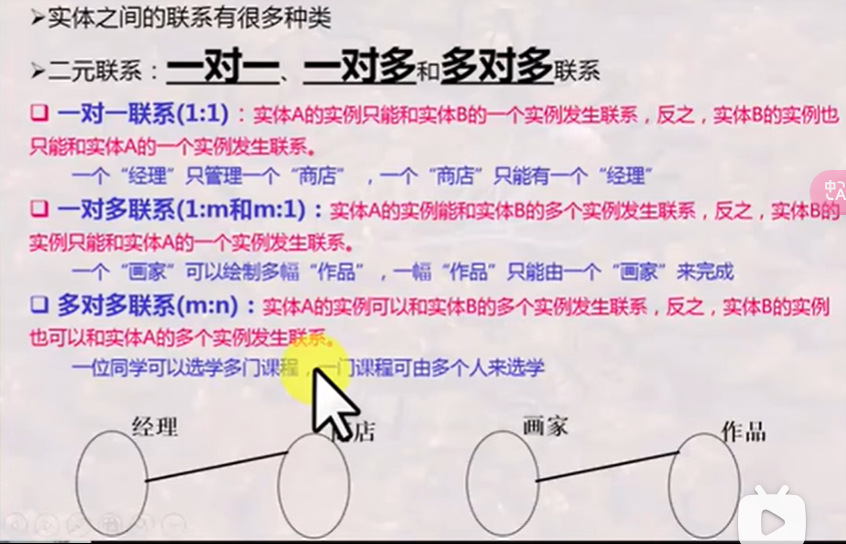 ➢实体之间的联系有很多种类
➢二元联系：一对一、一对多和多对多联系
❑ 一对一联系(1:1)：实体A的实例只能和实体B的一个实例发生联系，反之，实体B的实例也
只能和实体A的一个实例发生联系。
一个“经理”只管理一个“商店”，一个“商店”只能有一个“经理”
❑ 一对多联系(1:m和m:1)：实体A的实例能和实体B的多个实例发生联系，反之，实体B的
实例只能和实体A的一个实例发生联系。
一个“画家”可以绘制多幅“作品”，一幅“作品”只能由一个“画家”来完成
❑ 多对多联系(m:n)：实体A的实例可以和实体B的多个实例发生联系，反之，实体B的实例
也可以和实体A的多个实例发生联系。
一位同学可以选学多门课程，一门课程可由多个人来选学
经理 店 画家 作品